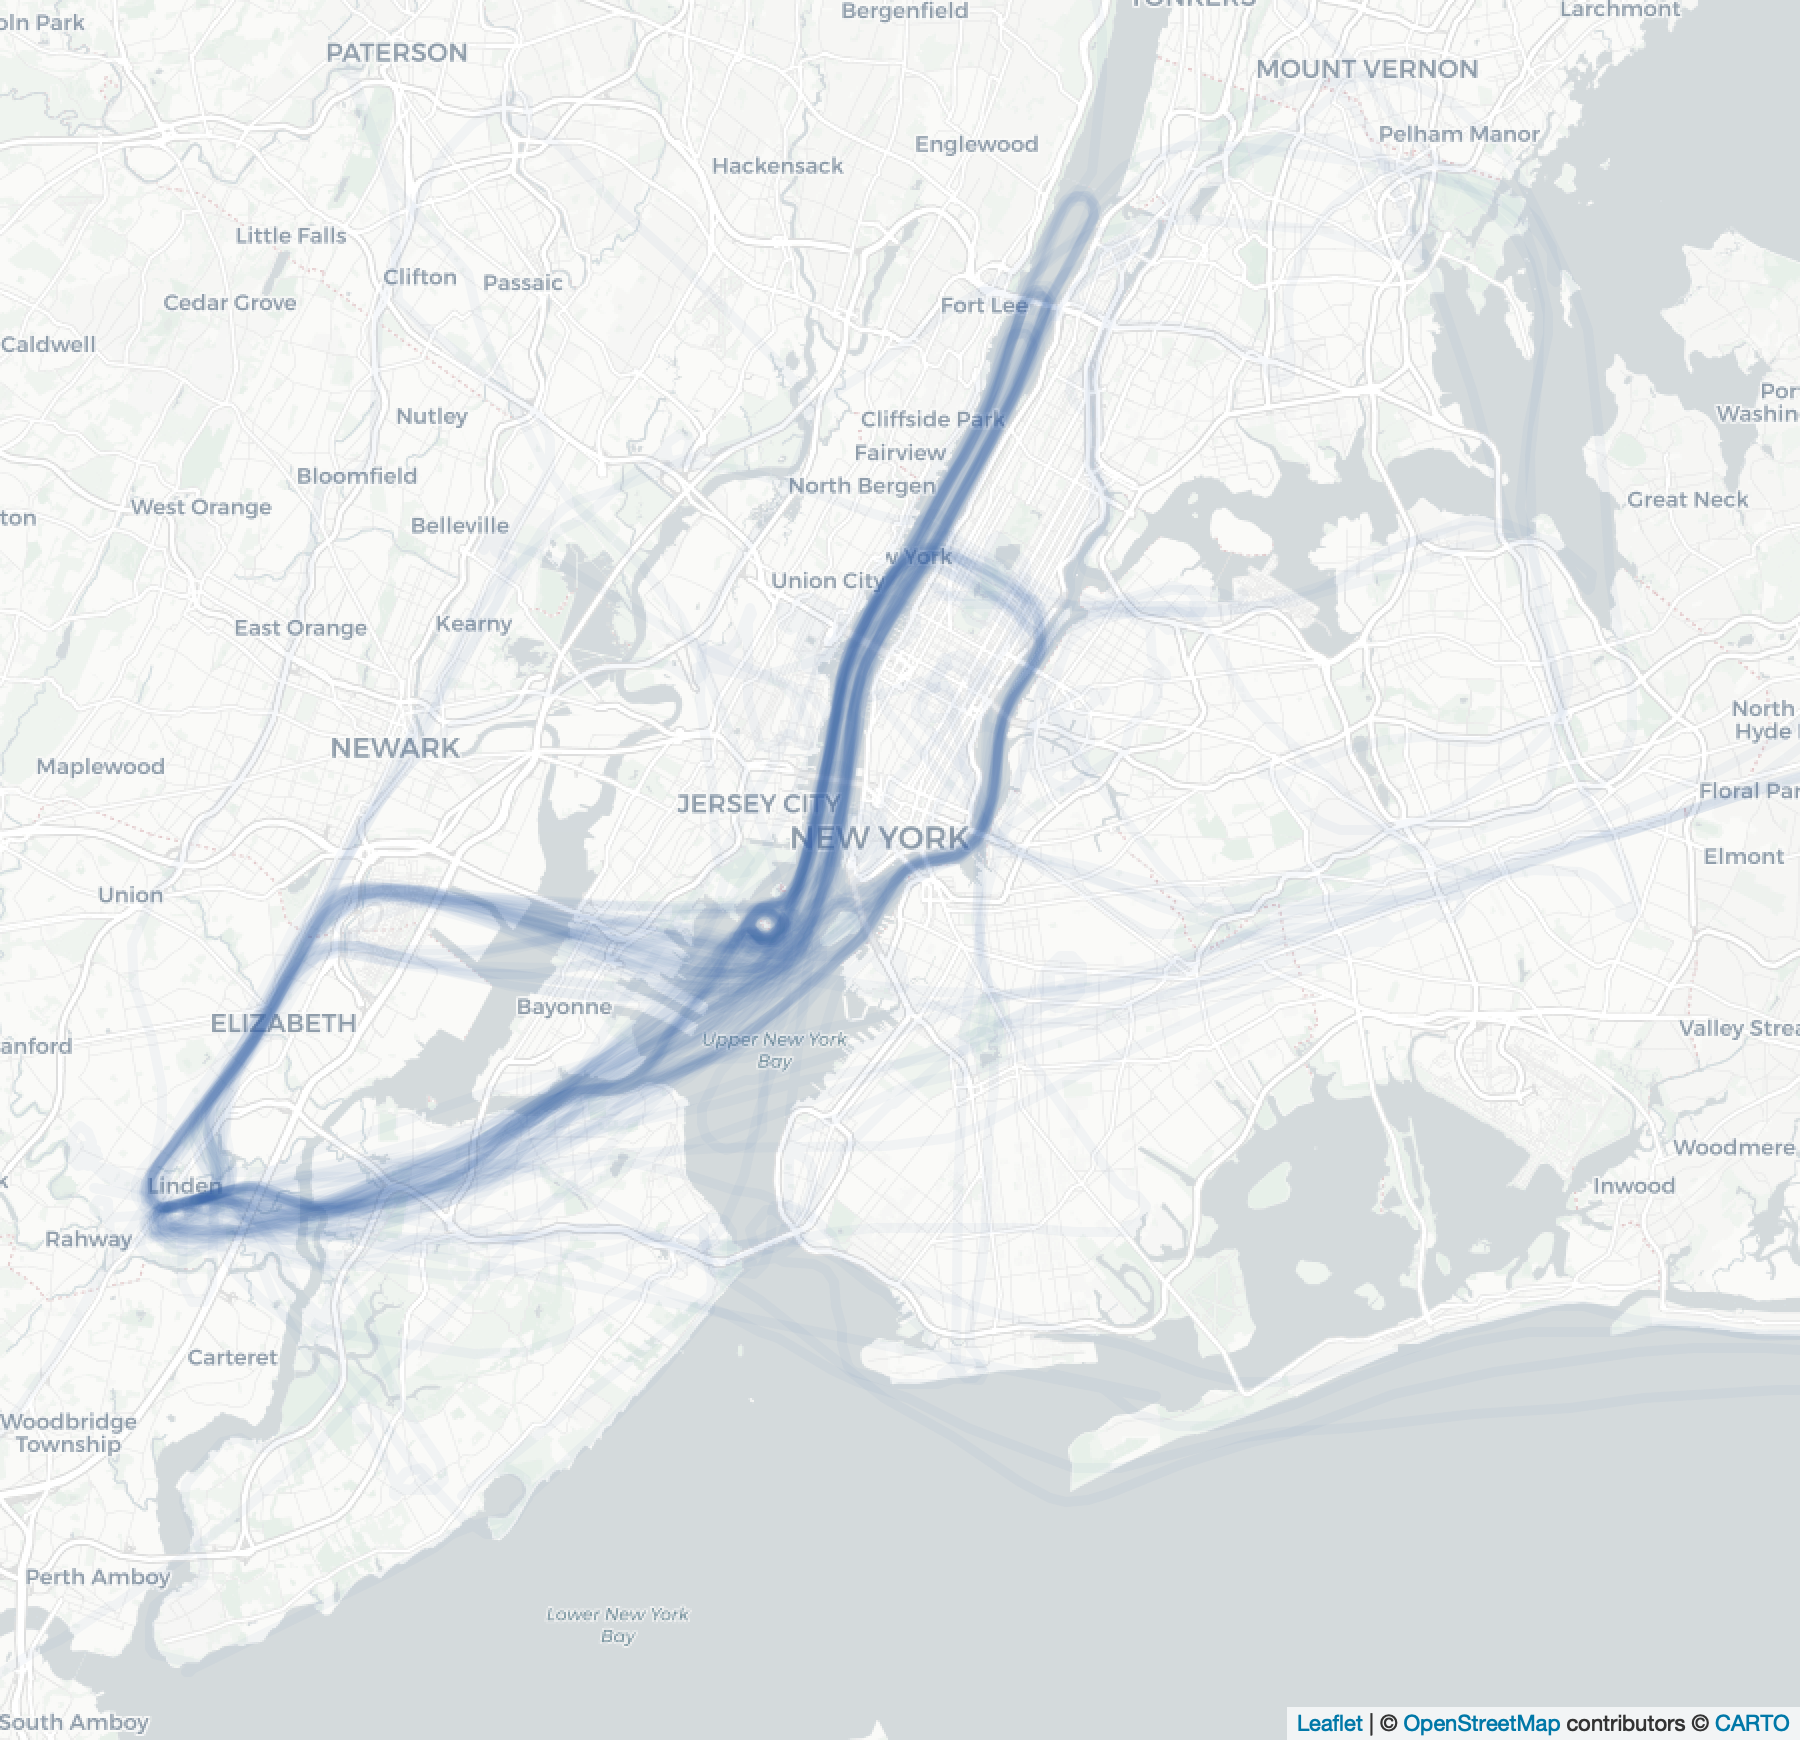 Bergenfield
YONKERS
Larchmont
oln Park
PATERSON
MOUNT VERNON
Pelham Manor
Englewood
Hackensack
Little Falls
Clifton
Passaic
Cedar Grove
Fort Lee
Caldwell
Por
Washin
Nutley
Cliffside Park
Fairview
Bloomfield
North Bergen
West Orange
Great Neck
ton
Belleville
w York
Union City
East Orange
Kearny
North
Hyde
NEWARK
Maplewood
Floral Par
JERSEY CITY
NEW YORK
Elmont
Union
Bayonne
ELIZABETH
Valley Strea
anford
Upper New York
Bay
Woodmere
k
Linden
Inwood
Rahway
Carteret
Woodbridge
Township
Perth Amboy
Lower New York
Bay
South Amboy
Leaflet | © OpenStreetMap contributors © CARTO